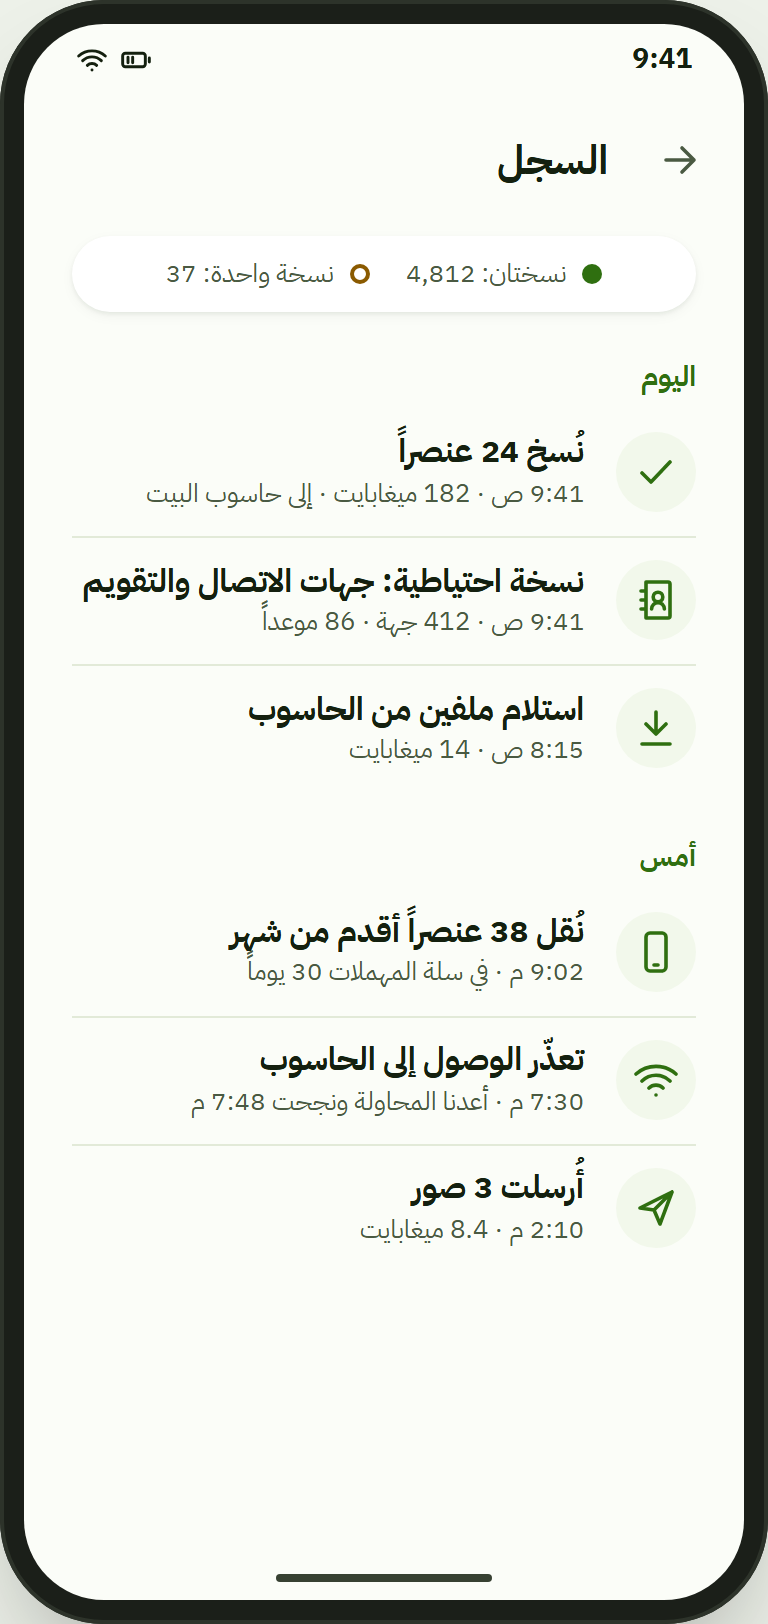 9:41
السجل
نسختان: 4,812 نسخة واحدة: 37
اليوم
نُسخ 24 عنصراً
9:41 ص · 182 ميغابايت · إلى حاسوب البيت
نسخة احتياطية: جهات الاتصال والتقويم
9:41 ص · 412 جهة · 86 موعداً
استلام ملفين من الحاسوب
8:15 ص · 14 ميغابايت
أمس
نُقل 38 عنصراً أقدم من شهر
9:02 م · في سلة المهملات 30 يوماً
تعذّر الوصول إلى الحاسوب
7:30 م · أعدنا المحاولة ونجحت 7:48 م
أُرسلت 3 صور
2:10 م · 8.4 ميغابايت